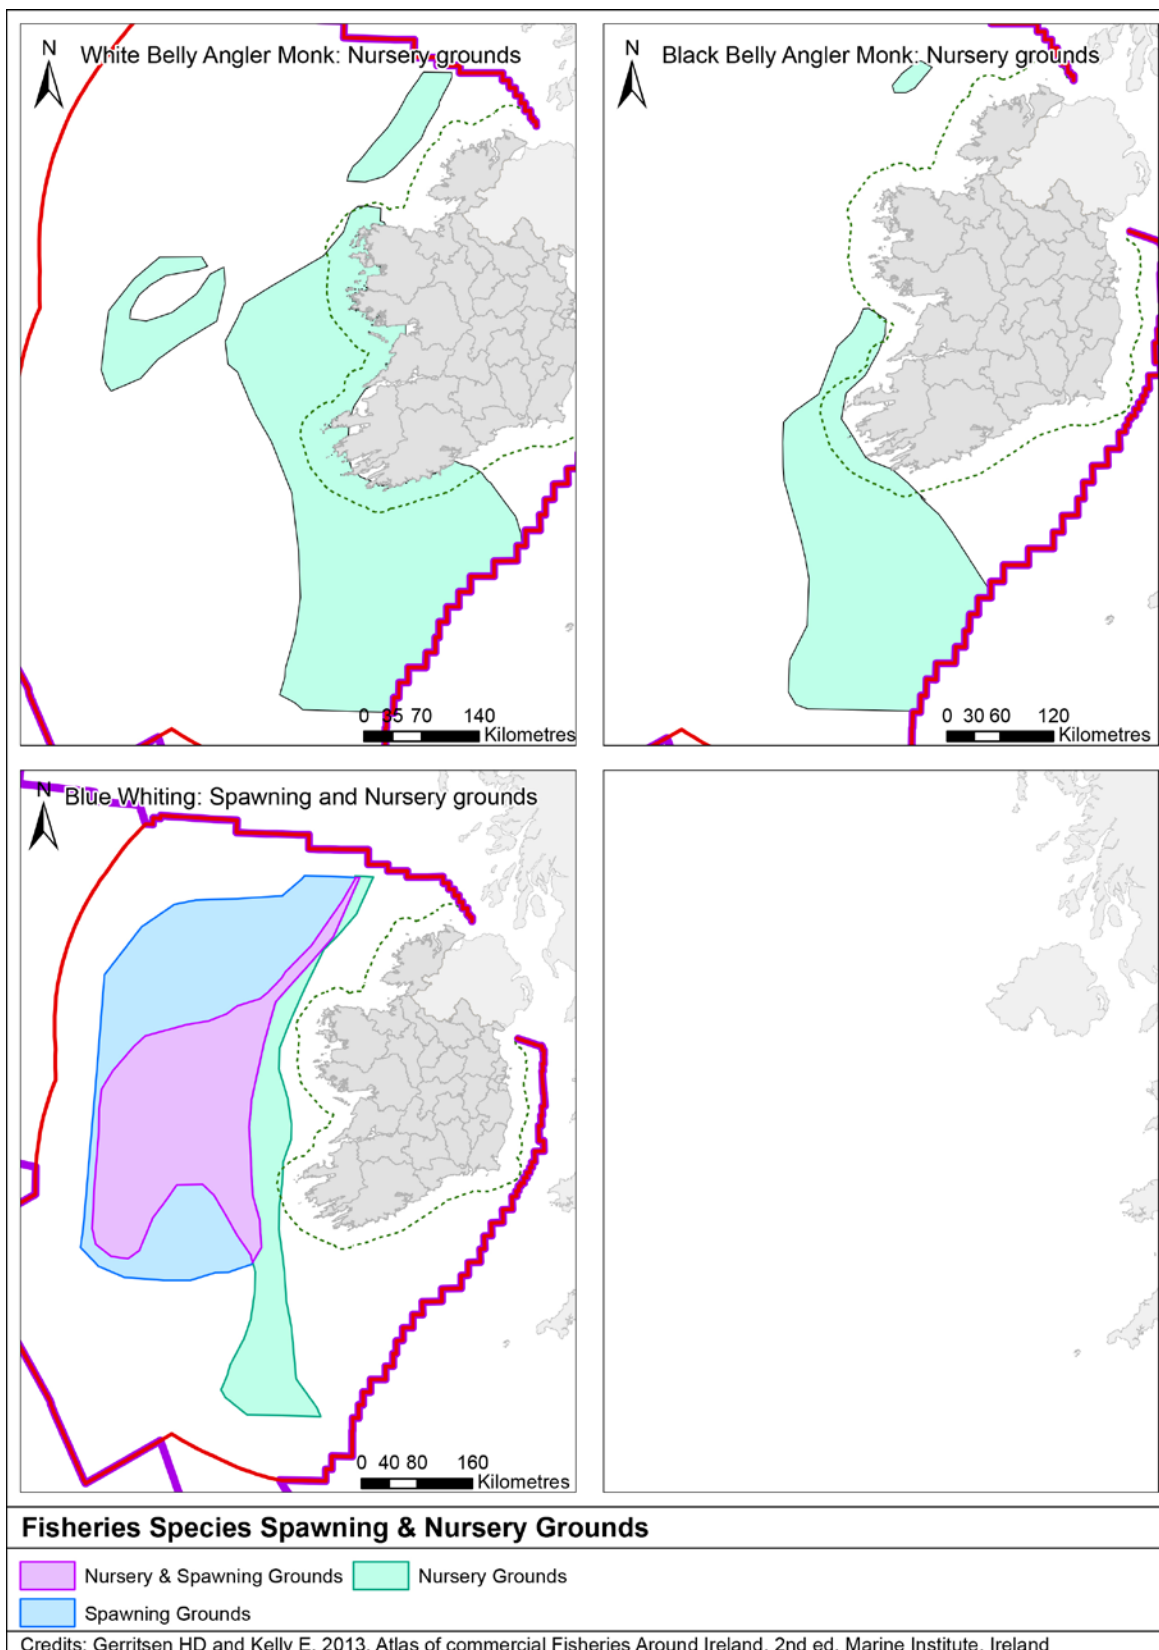 N
White Belly Angler Monk: Nursery grounds
0 35 70 140
Kilometres
N
Black Belly Angler Monk: Nursery grounds
0 30 60 120
Kilometres
N
Blue Whiting: Spawning and Nursery grounds
0 40 80 160
Kilometres
Fisheries Species Spawning & Nursery Grounds
Nursery & Spawning Grounds
Nursery Grounds
Spawning Grounds
Credits: Gerritsen HD and Kelly E, 2013, Atlas of commercial Fisheries Around Ireland, 2nd ed. Marine Institute, Ireland